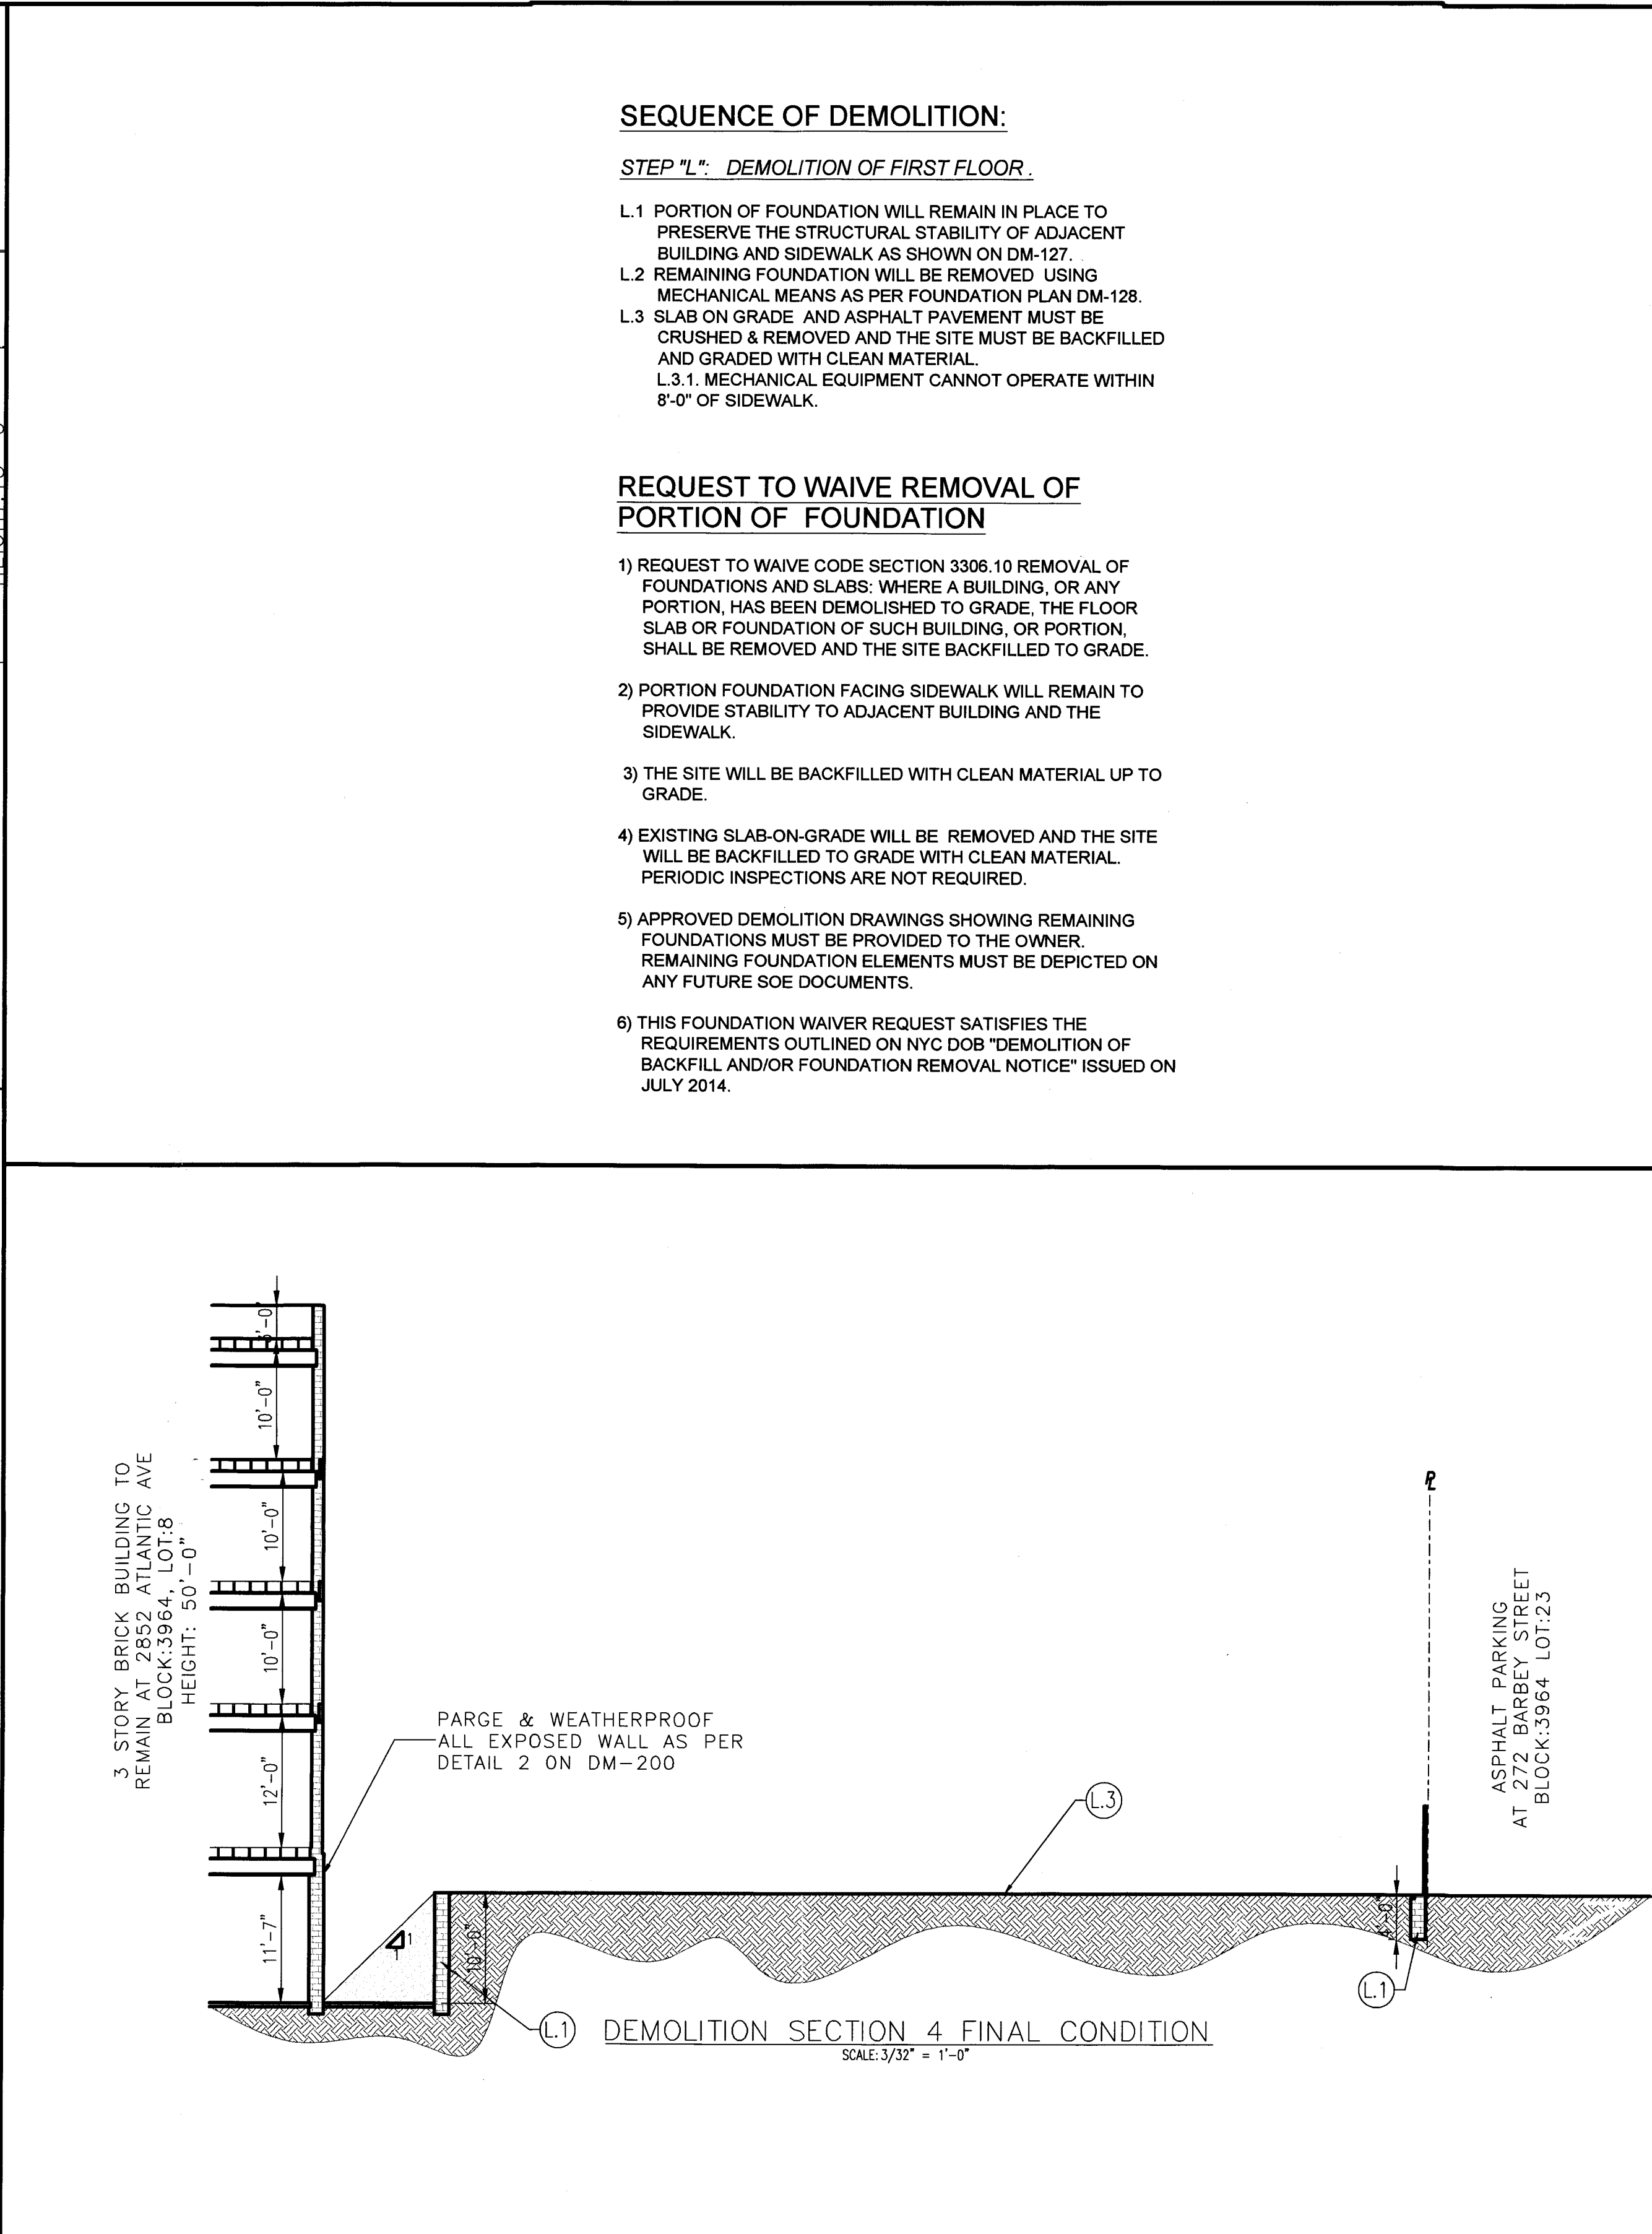 SEQUENCE OF DEMOLITION:
STEP "L": DEMOLITION OF FIRST FLOOR .
L.1 PORTION OF FOUNDATION WILL REMAIN IN PLACE TO
PRESERVE THE STRUCTURAL STABILITY OF ADJACENT
BUILDING AND SIDEWALK AS SHOWN ON DM-127.
L.2 REMAINING FOUNDATION WILL BE REMOVED USING
MECHANICAL MEANS AS PER FOUNDATION PLAN DM-128.
L.3 SLAB ON GRADE AND ASPHALT PAVEMENT MUST BE
CRUSHED & REMOVED AND THE SITE MUST BE BACKFILLED
AND GRADED WITH CLEAN MATERIAL.
L.3.1. MECHANICAL EQUIPMENT CANNOT OPERATE WITHIN
8'-0" OF SIDEWALK.
REQUEST TO WAIVE REMOVAL OF
PORTION OF FOUNDATION
1) REQUEST TO WAIVE CODE SECTION 3306.10 REMOVAL OF
FOUNDATIONS AND SLABS: WHERE A BUILDING, OR ANY
PORTION, HAS BEEN DEMOLISHED TO GRADE, THE FLOOR
SLAB OR FOUNDATION OF SUCH BUILDING, OR PORTION,
SHALL BE REMOVED AND THE SITE BACKFILLED TO GRADE.
2) PORTION FOUNDATION FACING SIDEWALK WILL REMAIN TO
PROVIDE STABILITY TO ADJACENT BUILDING AND THE
SIDEWALK.
3) THE SITE WILL BE BACKFILLED WITH CLEAN MATERIAL UP TO
GRADE.
4) EXISTING SLAB-ON-GRADE WILL BE REMOVED AND THE SITE
WILL BE BACKFILLED TO GRADE WITH CLEAN MATERIAL.
PERIODIC INSPECTIONS ARE NOT REQUIRED.
5) APPROVED DEMOLITION DRAWINGS SHOWING REMAINING
FOUNDATIONS MUST BE PROVIDED TO THE OWNER.
REMAINING FOUNDATION ELEMENTS MUST BE DEPICTED ON
ANY FUTURE SOE DOCUMENTS.
6) THIS FOUNDATION WAIVER REQUEST SATISFIES THE
REQUIREMENTS OUTLINED ON NYC DOB "DEMOLITION OF
BACKFILL AND/OR FOUNDATION REMOVAL NOTICE" ISSUED ON
JULY 2014.
3 STORY BRICK BUILDING TO
REMAIN AT 2852 ATLANTIC AVE
BLOCK:3964, LOT:8
HEIGHT: 50'-0"
10'-0"
10'-0"
10'-0"
12'-0"
11'-7"
PARGE & WEATHERPROOF
ALL EXPOSED WALL AS PER
DETAIL 2 ON DM-200
1
1
10'-0"
L.1
L.3
4'-0"
L.1
PL
ASPHALT PARKING
AT 272 BARBEY STREET
BLOCK:3964 LOT:23
DEMOLITION SECTION 4 FINAL CONDITION
SCALE: 3/32" = 1'-0"